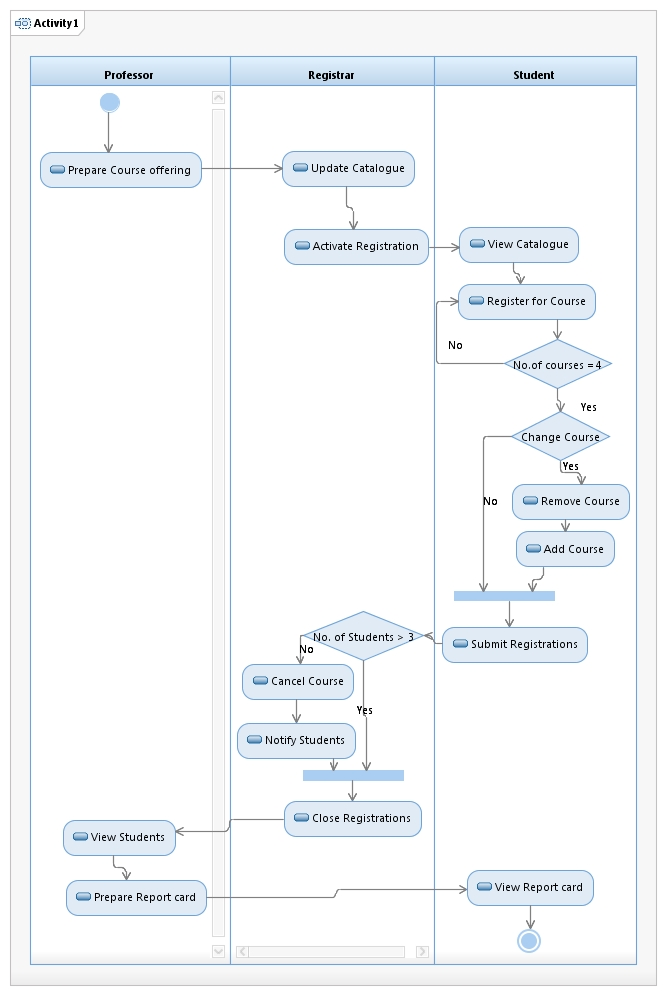 Activity1
Professor
Registrar
Student
Prepare Course offering
Update Catalogue
Activate Registration
View Catalogue
Register for Course
No
No.of courses =4
Yes
Change Course
Yes
No
Remove Course
Add Course
No. of Students > 3
Submit Registrations
No
Cancel Course
Yes
Notify Students
Close Registrations
View Students
Prepare Report card
View Report card